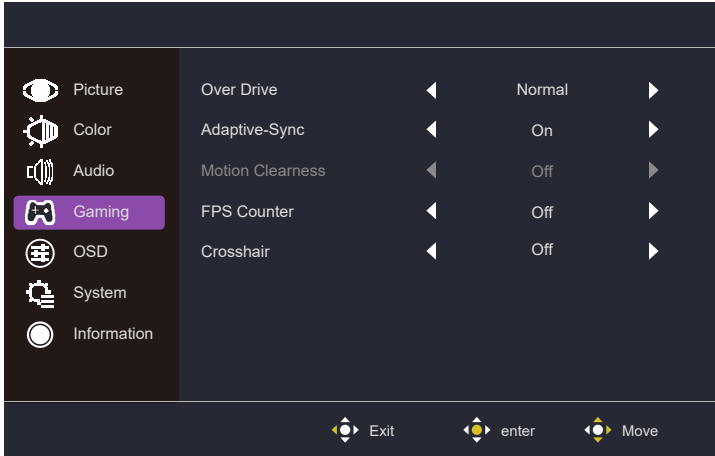 Picture
Over Drive Normal
Color
Adaptive-Sync On
Audio
Motion Clearness Off
Gaming
FPS Counter Off
OSD
Crosshair Off
System
Information
Exit enter Move